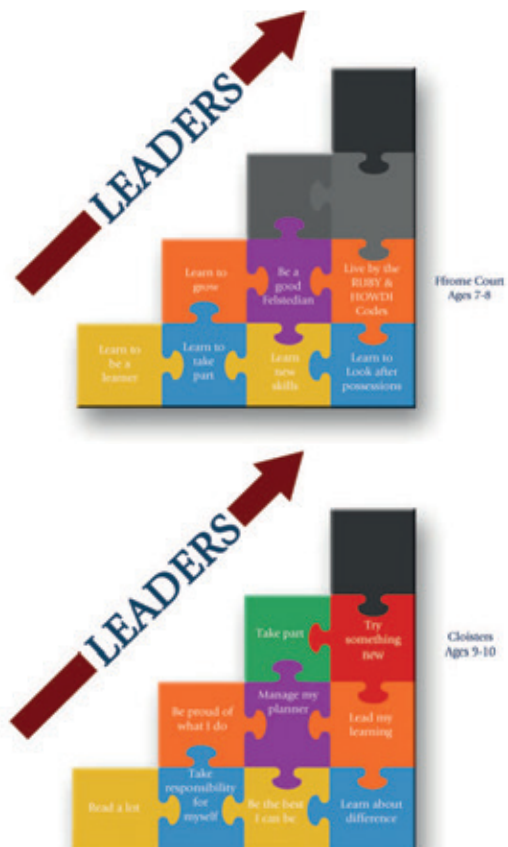 LEADERS
Learn to
grow
Be a
good
Felstedian
Live by the
RUBY &
HOWDI
Codes
Ffrome Court
Ages 7-8
Learn to
be a
learner
Learn to
take
part
Learn
new
skills
Learn to
Look after
possessions
LEADERS
Take part
Try
something
new
Cloisters
Ages 9-10
Be proud of
what I do
Manage my
planner
Lead my
learning
Read a lot
Take
responsibility
for
myself
Be the best
I can be
Learn about
difference